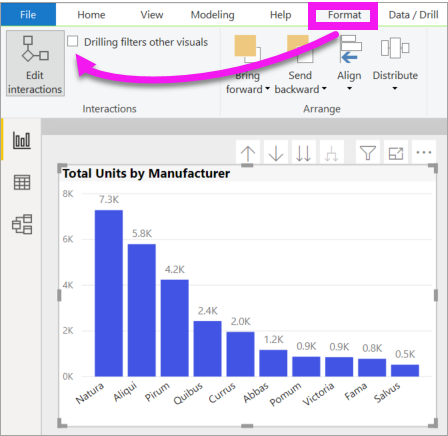 File Home View Modeling Help Format Data / Drill
Drilling filters other visuals
Edit interactions
Bring forward
Send backward
Align
Distribute
Interactions
Arrange
Total Units by Manufacturer
8K
7.3K
6K
5.8K
4K
4.2K
2K
2.4K
2.0K
1.2K
0.9K
0.9K
0.8K
0.5K
0K
Natura
Aliqui
Pirum
Quibus
Currus
Abbas
Pomum
Victoria
Fama
Salvus